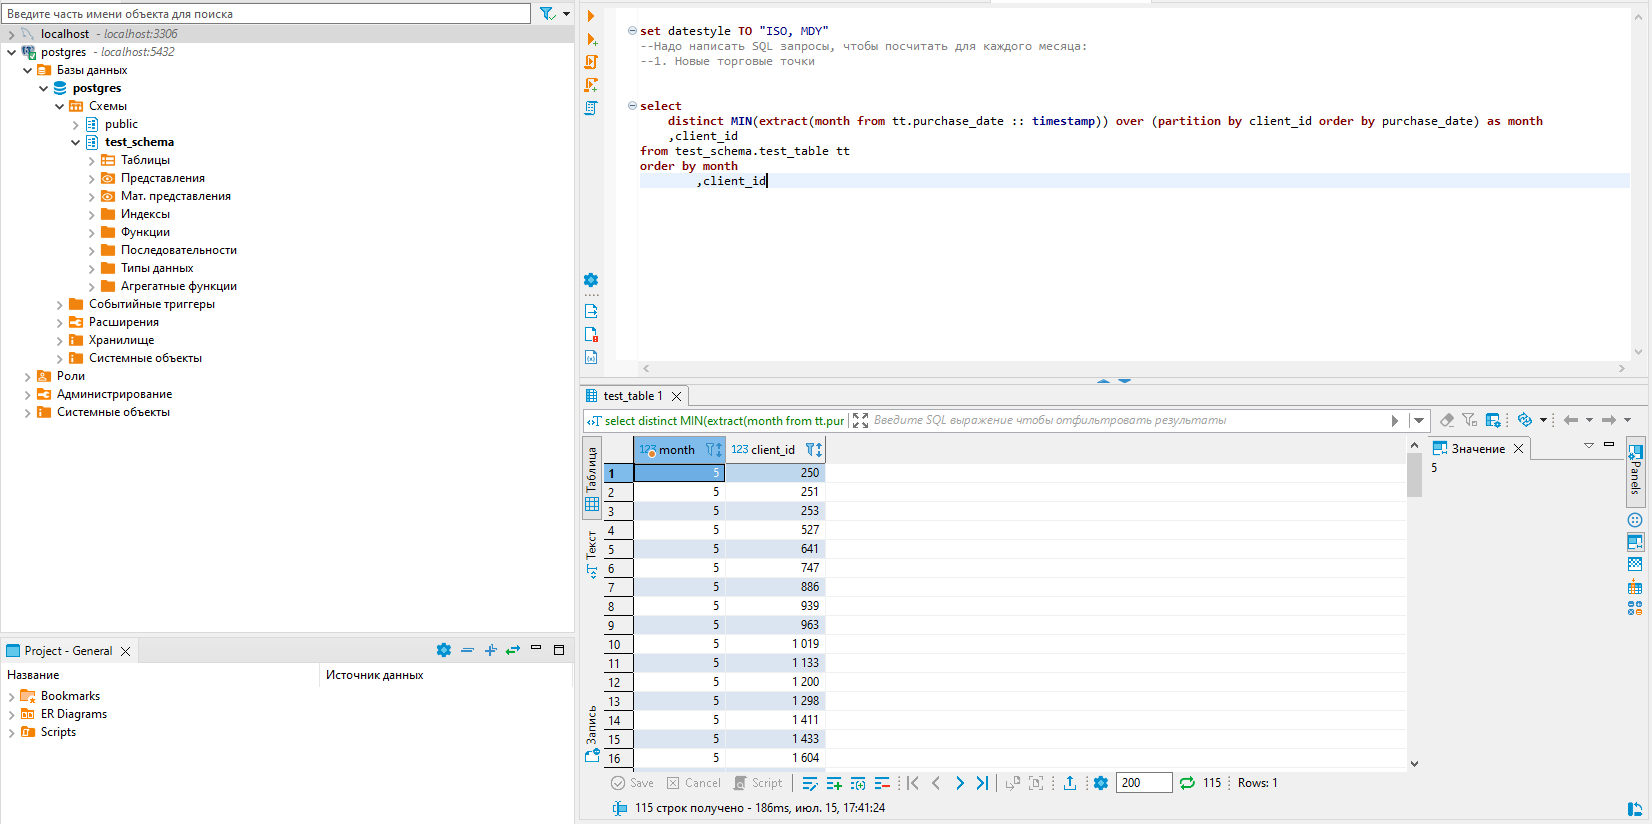 Введите часть имени объекта для поиска
localhost - localhost:3306
postgres - localhost:5432
Базы данных
postgres
Схемы
public
test_schema
Таблицы
Представления
Мат. представления
Индексы
Функции
Последовательности
Типы данных
Агрегатные функции
Событийные триггеры
Расширения
Хранилище
Системные объекты
Роли
Администрирование
Системные объекты
Project - General
Название Источник данных
Bookmarks
ER Diagrams
Scripts
set datestyle TO "ISO, MDY"
--Надо написать SQL запросы, чтобы посчитать для каждого месяца:
--1. Новые торговые точки
select
distinct MIN(extract(month from tt.purchase_date :: timestamp)) over (partition by client_id order by purchase_date) as month
,client_id
from test_schema.test_table tt
order by month
,client_id
test_table 1
select distinct MIN(extract(month from tt.pur Введите SQL выражение чтобы отфильтровать результаты
Таблица
Текст
Запись
123 month 123 client_id
1 5 250
2 5 251
3 5 253
4 5 527
5 5 641
6 5 747
7 5 886
8 5 939
9 5 963
10 5 1 019
11 5 1 133
12 5 1 200
13 5 1 298
14 5 1 411
15 5 1 433
16 5 1 604
Значение
5
Panels
Save Cancel Script 200 115 Rows: 1
115 строк получено - 186ms, июл. 15, 17:41:24